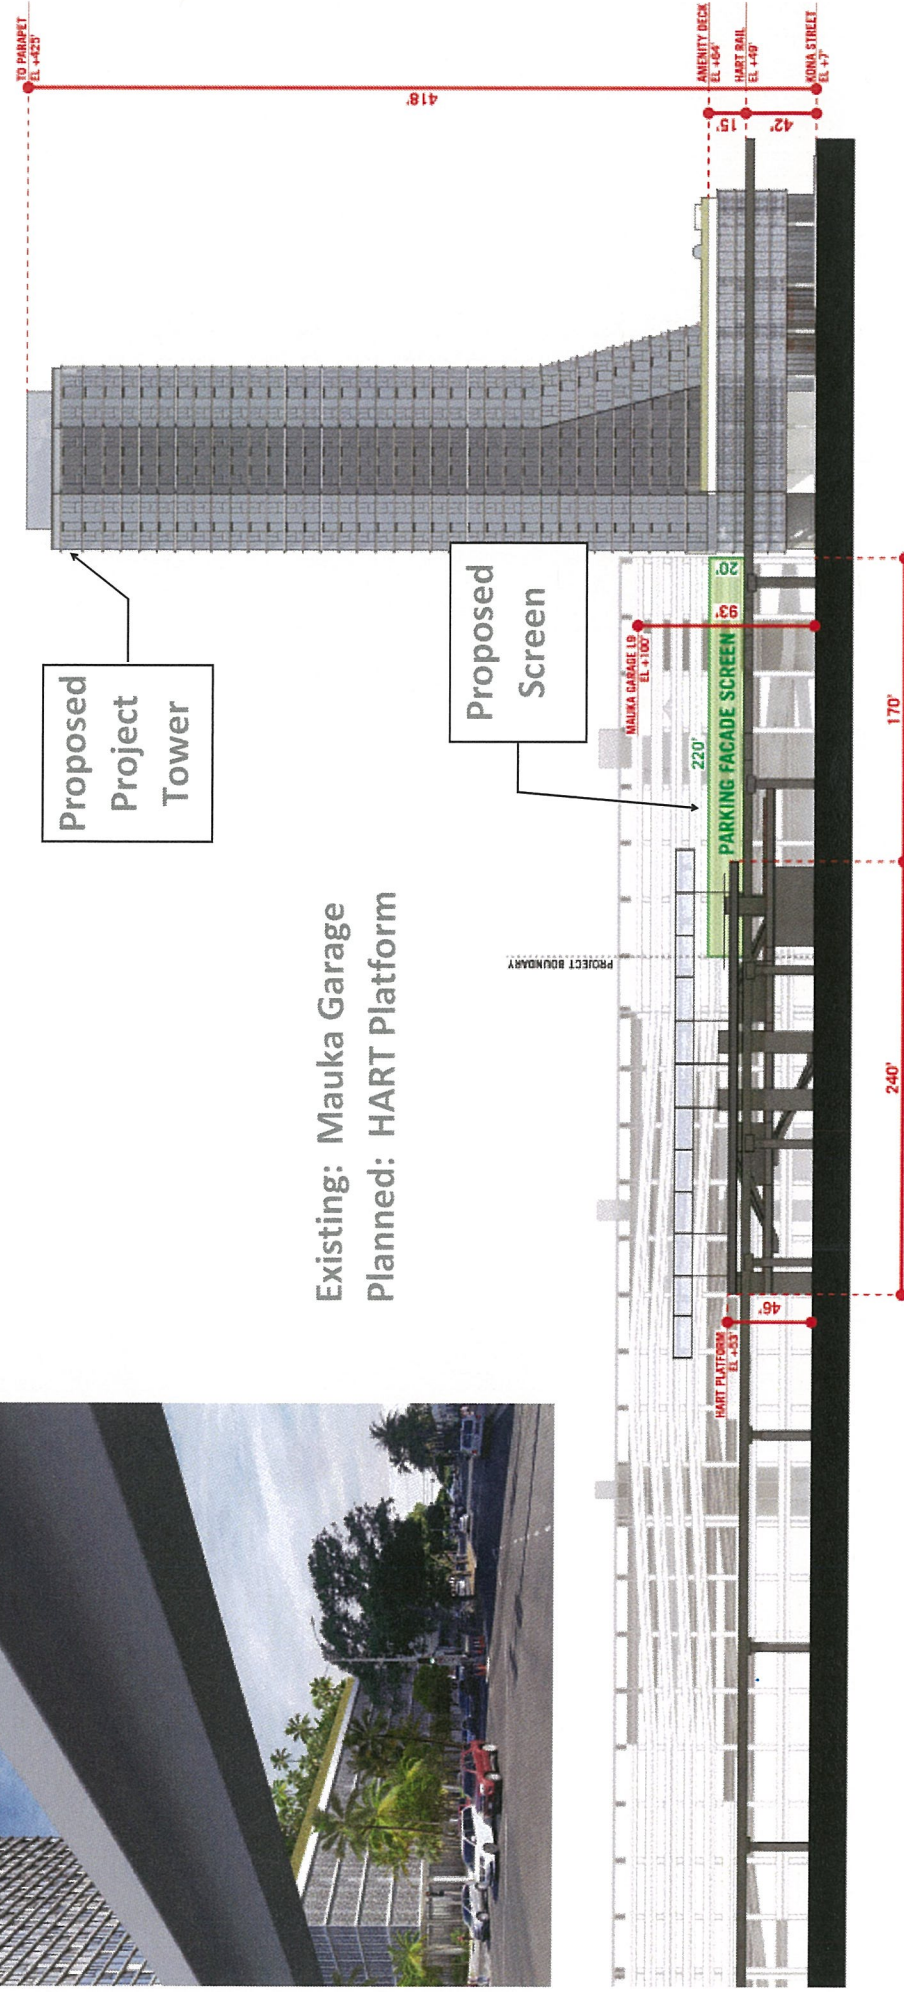 TO PARAPET
EL +425'
418'
AMENITY DECK
EL +64'
HART RAIL
EL +49'
KONA STREET
EL +7'
15'
42'
Proposed
Project
Tower
Proposed
Screen
Existing: Mauka Garage
Planned: HART Platform
MAUKA GARAGE L9
EL +100'
93'
20'
220'
PARKING FACADE SCREEN
PROJECT BOUNDARY
HART PLATFORM
EL +53'
46'
240'
170'